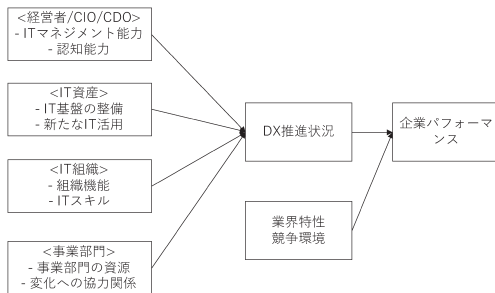 <経営者/CIO/CDO>
- ITマネジメント能力
- 認知能力
<IT資産>
- IT基盤の整備
- 新たなIT活用
<IT組織>
- 組織機能
- ITスキル
<事業部門>
- 事業部門の資源
- 変化への協力関係
DX推進状況
業界特性
競争環境
企業パフォーマ
ンス